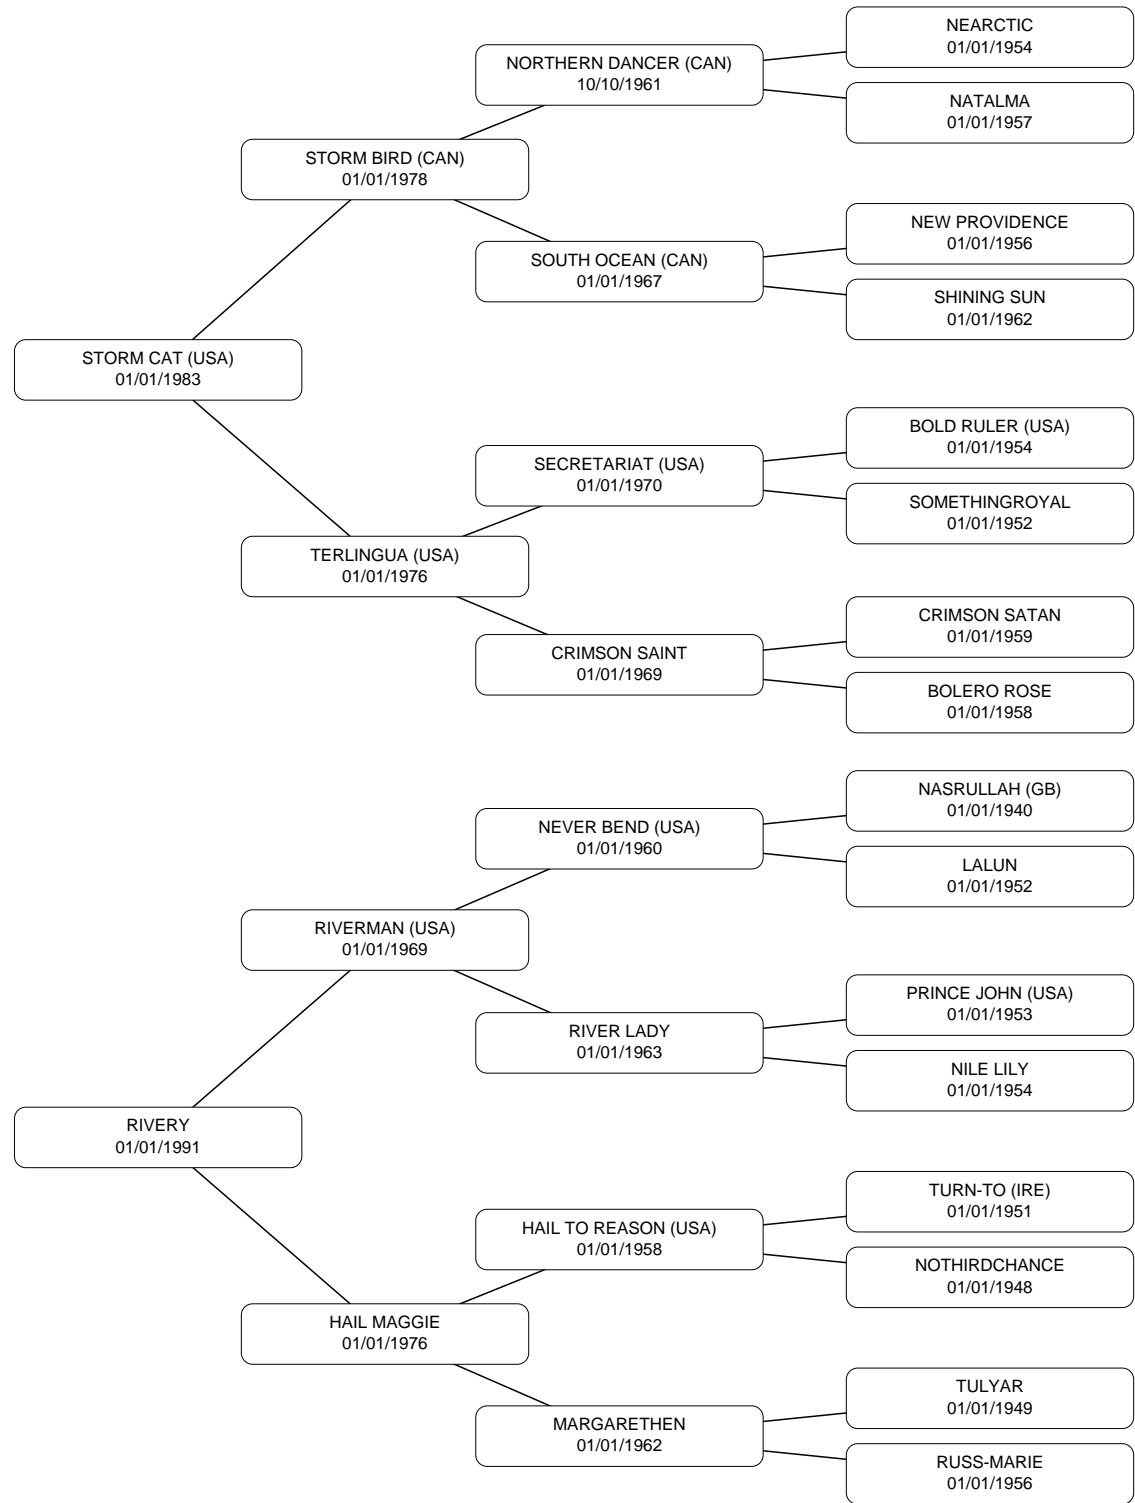 NEARCTIC
01/01/1954
NORTHERN DANCER (CAN)
10/10/1961
NATALMA
01/01/1957
STORM BIRD (CAN)
01/01/1978
NEW PROVIDENCE
01/01/1956
SOUTH OCEAN (CAN)
01/01/1967
SHINING SUN
01/01/1962
STORM CAT (USA)
01/01/1983
BOLD RULER (USA)
01/01/1954
SECRETARIAT (USA)
01/01/1970
SOMETHINGROYAL
01/01/1952
TERLINGUA (USA)
01/01/1976
CRIMSON SATAN
01/01/1959
CRIMSON SAINT
01/01/1969
BOLERO ROSE
01/01/1958
NASRULLAH (GB)
01/01/1940
NEVER BEND (USA)
01/01/1960
LALUN
01/01/1952
RIVERMAN (USA)
01/01/1969
PRINCE JOHN (USA)
01/01/1953
RIVER LADY
01/01/1963
NILE LILY
01/01/1954
RIVERY
01/01/1991
TURN-TO (IRE)
01/01/1951
HAIL TO REASON (USA)
01/01/1958
NOTHIRDCHANCE
01/01/1948
HAIL MAGGIE
01/01/1976
TULYAR
01/01/1949
MARGARETHEN
01/01/1962
RUSS-MARIE
01/01/1956